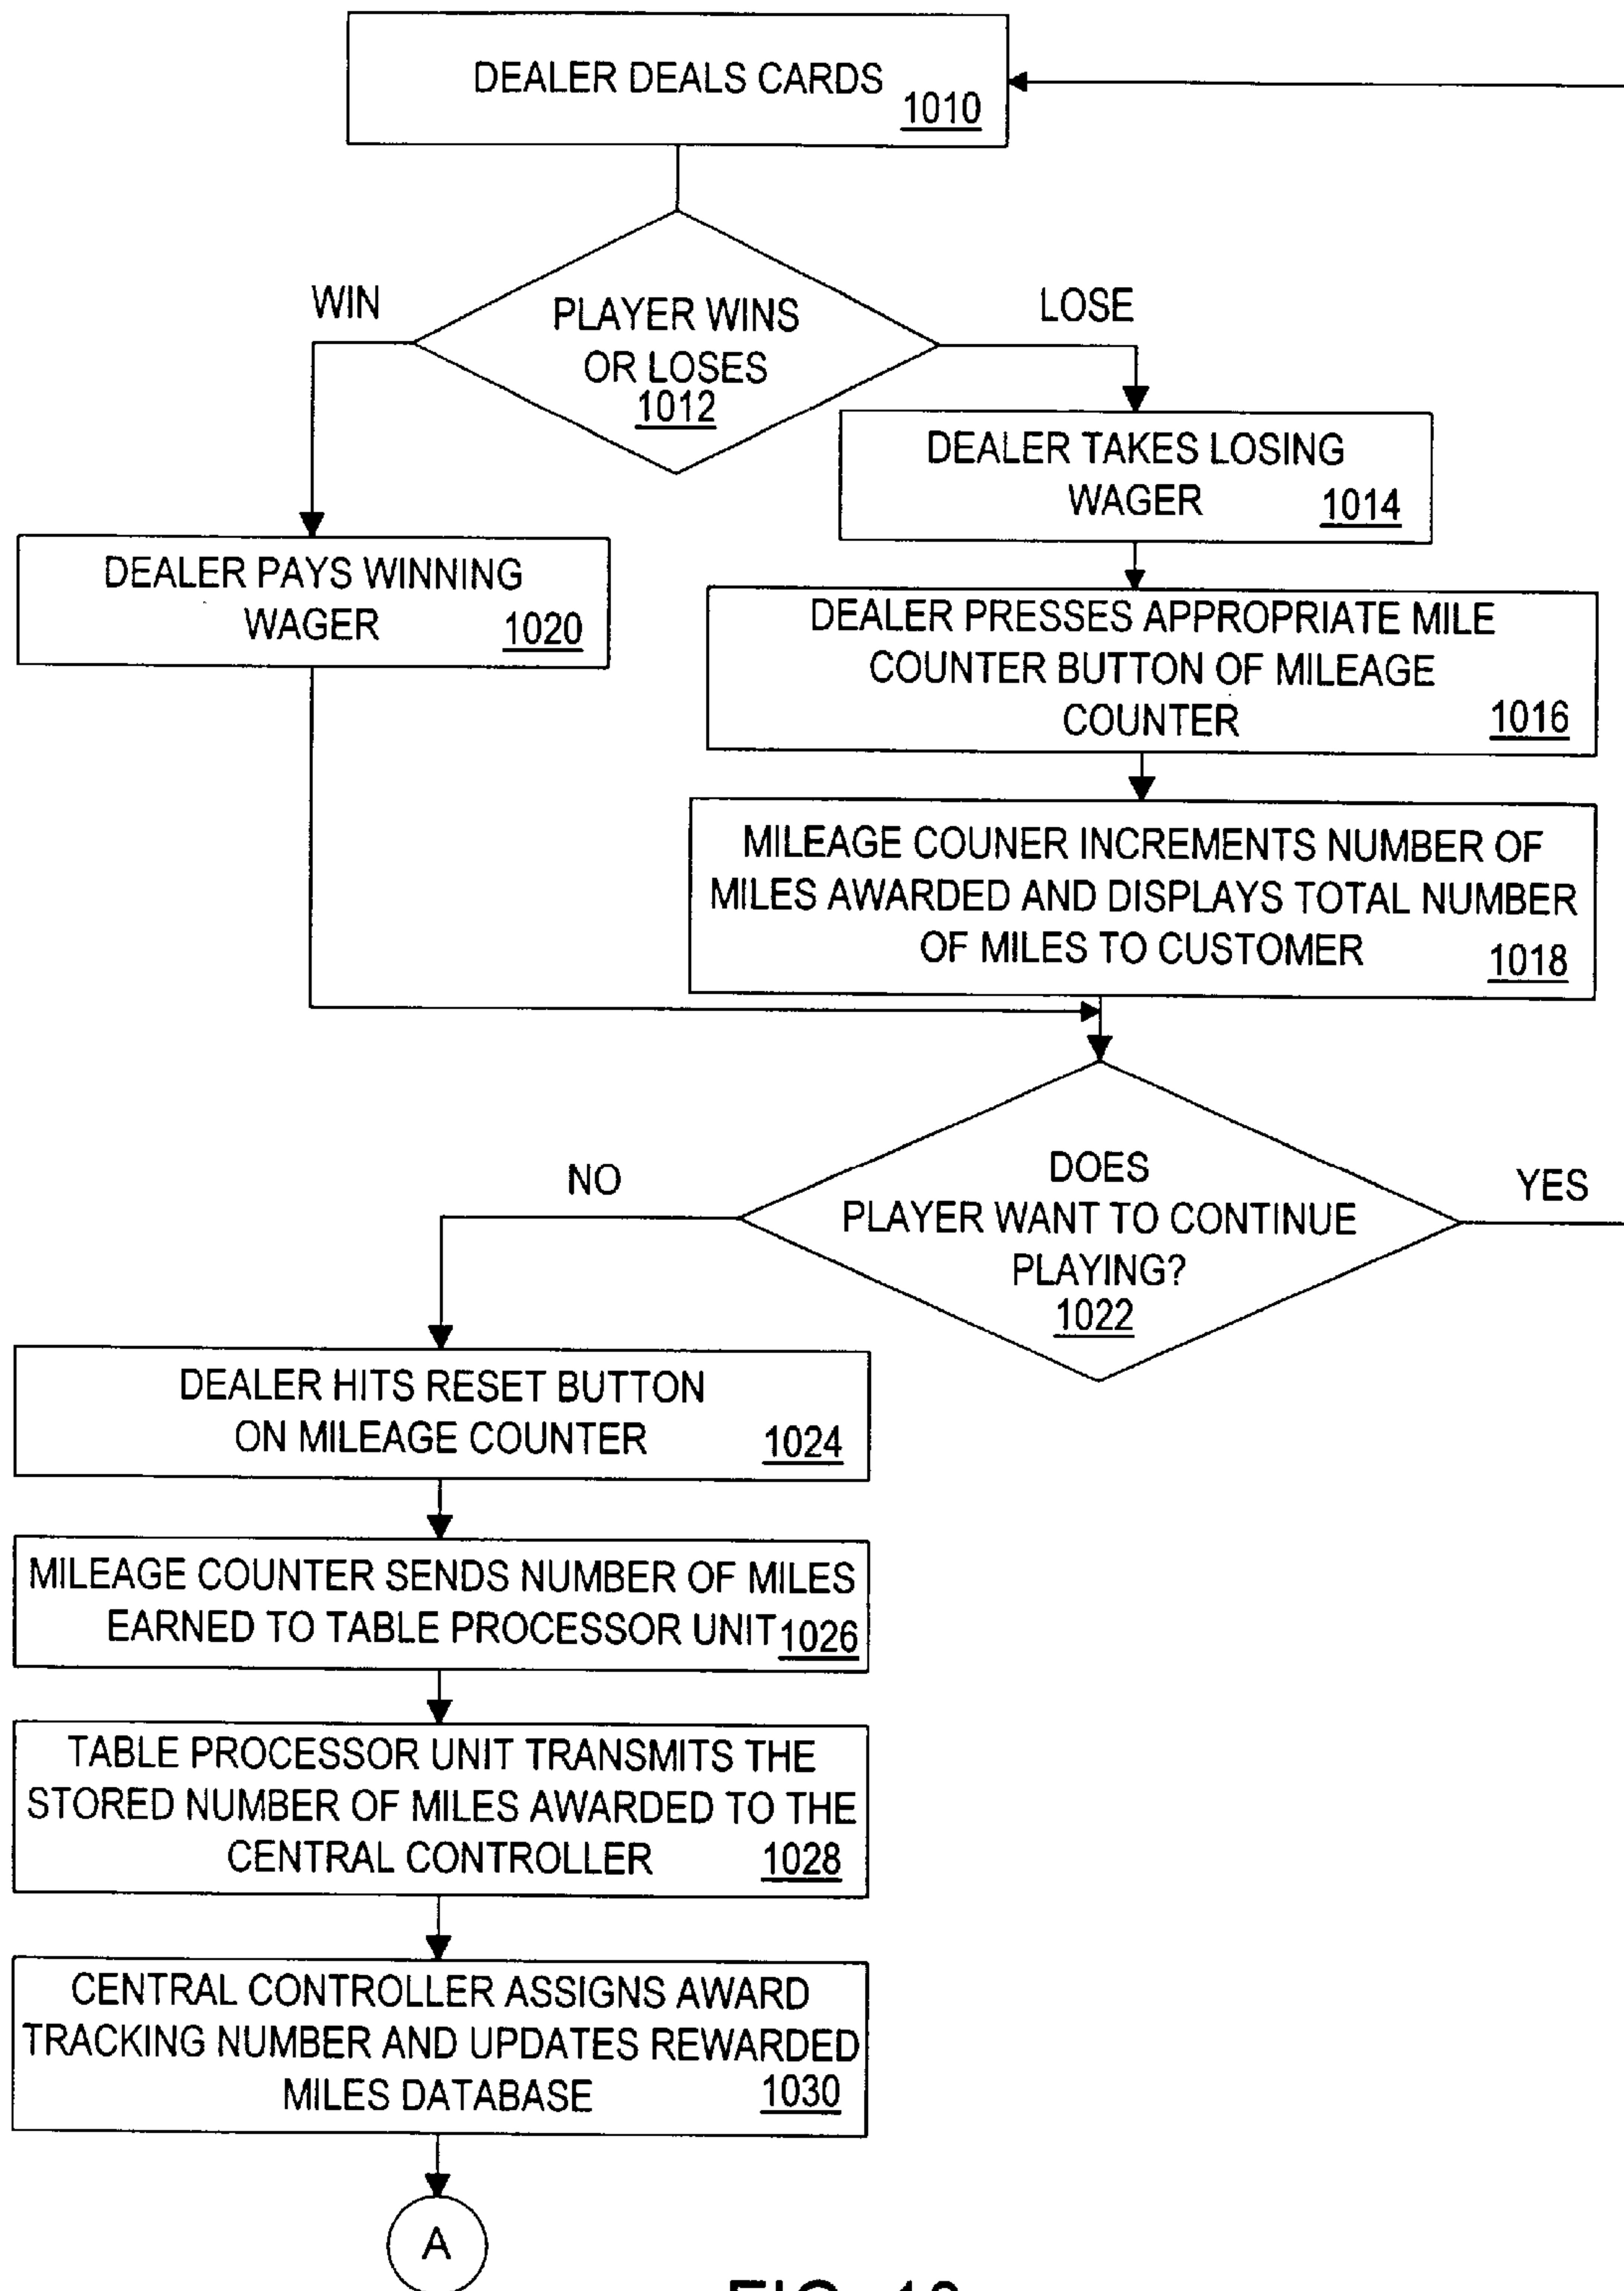 DEALER DEALS CARDS
1010
WIN
LOSE
PLAYER WINS
OR LOSES
1012
DEALER TAKES LOSING
WAGER 1014
DEALER PAYS WINNING
WAGER 1020
DEALER PRESSES APPROPRIATE MILE
COUNTER BUTTON OF MILEAGE
COUNTER 1016
MILEAGE COUNER INCREMENTS NUMBER OF
MILES AWARDED AND DISPLAYS TOTAL NUMBER
OF MILES TO CUSTOMER 1018
NO
YES
DOES
PLAYER WANT TO CONTINUE
PLAYING?
1022
DEALER HITS RESET BUTTON
ON MILEAGE COUNTER 1024
MILEAGE COUNTER SENDS NUMBER OF MILES
EARNED TO TABLE PROCESSOR UNIT 1026
TABLE PROCESSOR UNIT TRANSMITS THE
STORED NUMBER OF MILES AWARDED TO THE
CENTRAL CONTROLLER 1028
CENTRAL CONTROLLER ASSIGNS AWARD
TRACKING NUMBER AND UPDATES REWARDED
MILES DATABASE 1030
A